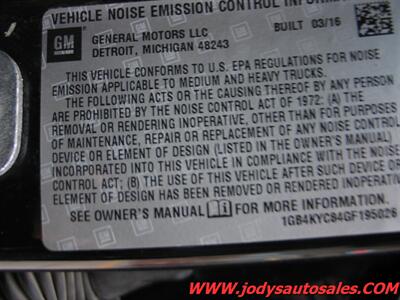 VEHICLE NOISE EMISSION CONTROL INFORM
GM
GENERAL MOTORS LLC
BUILT 03/16
DETROIT, MICHIGAN 48243
THIS VEHICLE CONFORMS TO U.S. EPA REGULATIONS FOR NOISE
EMISSION APPLICABLE TO MEDIUM AND HEAVY TRUCKS.
THE FOLLOWING ACTS OR THE CAUSING THEREOF BY ANY PERSON
ARE PROHIBITED BY THE NOISE CONTROL ACT OF 1972: (A) THE
REMOVAL OR RENDERING INOPERATIVE, OTHER THAN FOR PURPOSES
OF MAINTENANCE, REPAIR OR REPLACEMENT OF ANY NOISE CONTROL
DEVICE OR ELEMENT OF DESIGN (LISTED IN THE OWNER'S MANUAL)
INCORPORATED INTO THIS VEHICLE IN COMPLIANCE WITH THE NOISE
CONTROL ACT; (B) THE USE OF THIS VEHICLE AFTER SUCH DEVICE
ELEMENT OF DESIGN HAS BEEN REMOVED OR RENDERED INOPERATIVE
SEE OWNER'S MANUAL FOR MORE INFORMATION.
1GB4KYC84GF195026
www.jodysautosales.com